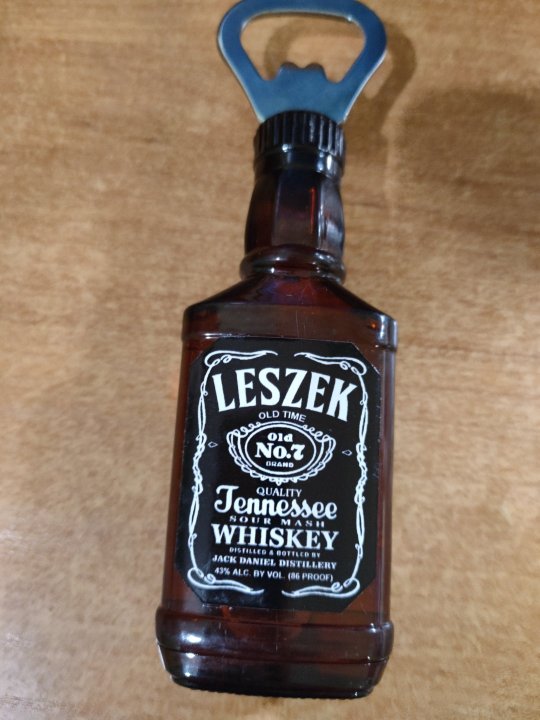 LESZEK
OLD TIME
Old
No.7
BRAND
QUALITY
Tennessee
SOUR MASH
WHISKEY
DISTILLED & BOTTLED BY
JACK DANIEL DISTILLERY
43% ALC. BY VOL. (86 PROOF)